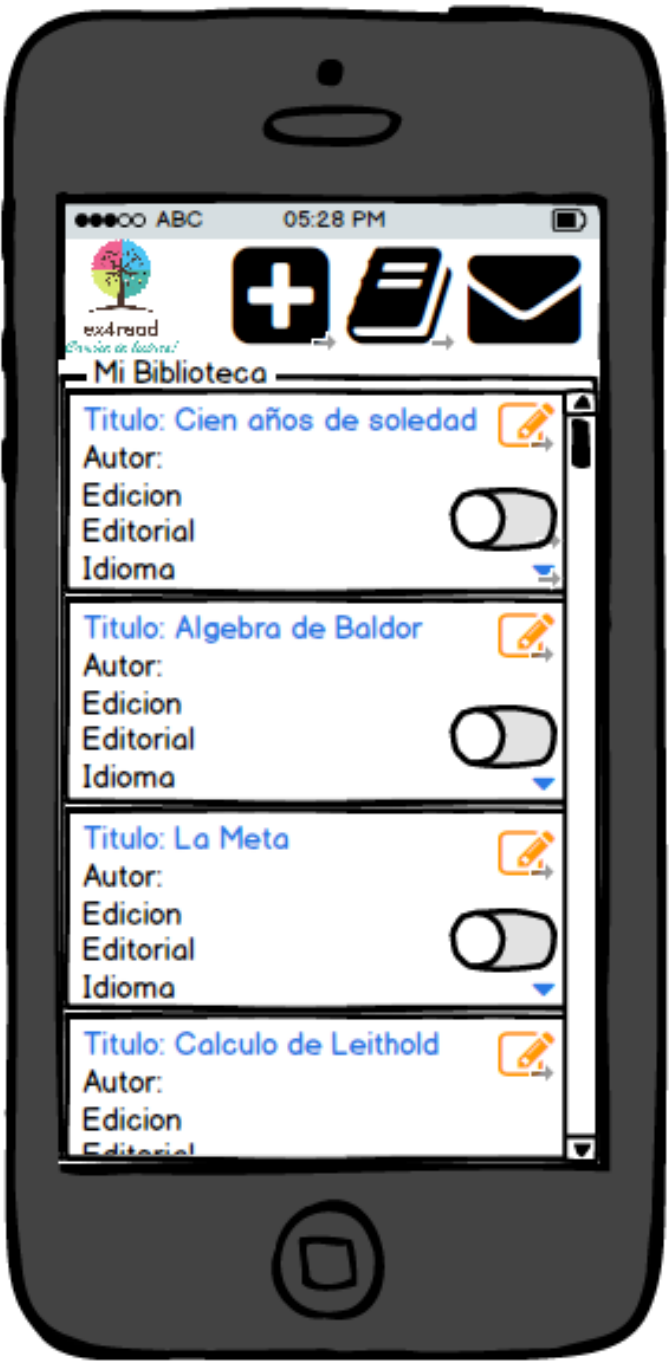 ABC 05:28 PM
ex4read
Mi Biblioteca
Titulo: Cien años de soledad
Autor:
Edicion
Editorial
Idioma
Titulo: Algebra de Baldor
Autor:
Edicion
Editorial
Idioma
Titulo: La Meta
Autor:
Edicion
Editorial
Idioma
Titulo: Calculo de Leithold
Autor:
Edicion
Editorial